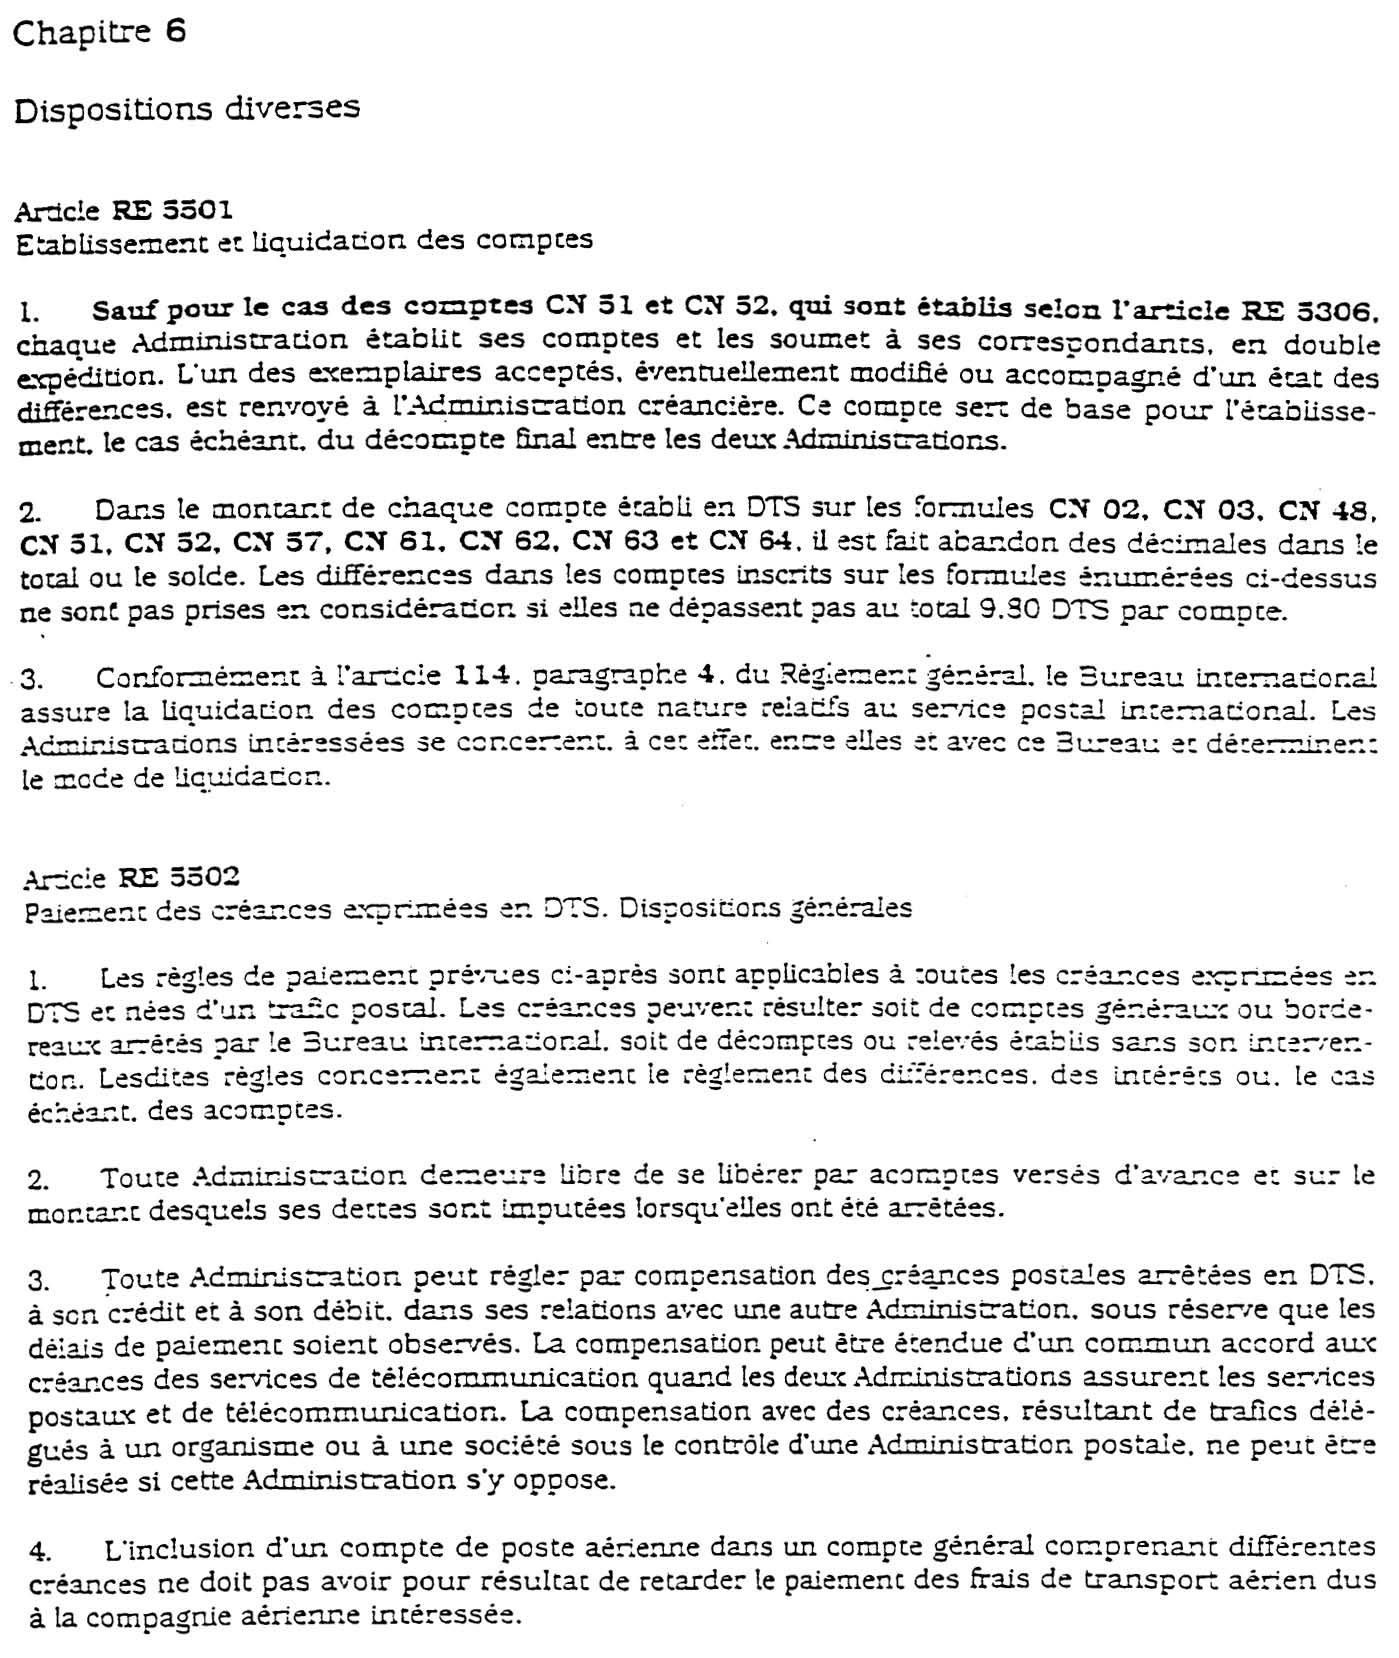 Chapitre 6
Dispositions diverses
Article RE 5501
Etablissement et liquidation des comptes
1. Sauf pour le cas des comptes CN 51 et CN 52, qui sont établis selon l'article RE 5306,
chaque Administration établit ses comptes et les soumet à ses correspondants, en double
expédition. L'un des exemplaires acceptés, éventuellement modifié ou accompagné d'un état des
différences, est renvoyé à l'Administration créancière. Ce compte sert de base pour l'établisse-
ment, le cas échéant, du décompte final entre les deux Administrations.
2. Dans le montant de chaque compte établi en DTS sur les formules CN 02, CN 03, CN 48,
CN 51, CN 52, CN 57, CN 61, CN 62, CN 63 et CN 64, il est fait abandon des décimales dans le
total ou le solde. Les différences dans les comptes inscrits sur les formules énumérées ci-dessus
ne sont pas prises en considération si elles ne dépassent pas au total 9,80 DTS par compte.
3. Conformément à l'article 114, paragraphe 4, du Règlement général, le Bureau international
assure la liquidation des comptes de toute nature relatifs au service postal international. Les
Administrations intéressées se concertent, à cet effet, entre elles et avec ce Bureau et déterminent
le mode de liquidation.
Article RE 5502
Paiement des créances exprimées en DTS. Dispositions générales
1. Les règles de paiement prévues ci-après sont applicables à toutes les créances exprimées en
DTS et nées d'un trafic postal. Les créances peuvent résulter soit de comptes généraux ou borde-
reaux arrêtés par le Bureau international, soit de décomptes ou relevés établis sans son interven-
tion. Lesdites règles concernent également le règlement des différences, des intérêts ou, le cas
échéant, des acomptes.
2. Toute Administration demeure libre de se libérer par acomptes versés d'avance et sur le
montant desquels ses dettes sont imputées lorsqu'elles ont été arrêtées.
3. Toute Administration peut régler par compensation des créances postales arrêtées en DTS,
à son crédit et à son débit, dans ses relations avec une autre Administration, sous réserve que les
délais de paiement soient observés. La compensation peut être étendue d'un commun accord aux
créances des services de télécommunication quand les deux Administrations assurent les services
postaux et de télécommunication. La compensation avec des créances, résultant de trafics délé-
gués à un organisme ou à une société sous le contrôle d'une Administration postale, ne peut être
réalisée si cette Administration s'y oppose.
4. L'inclusion d'un compte de poste aérienne dans un compte général comprenant différentes
créances ne doit pas avoir pour résultat de retarder le paiement des frais de transport aérien dus
à la compagnie aérienne intéressée.